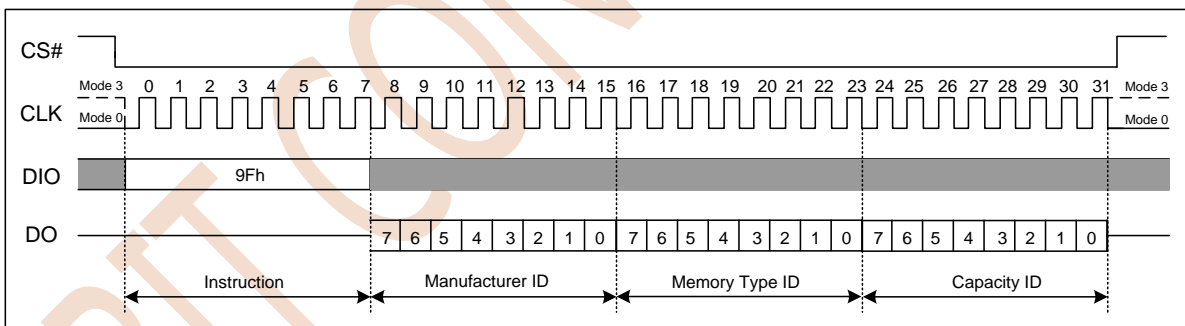 CS#
Mode 3 0 1 2 3 4 5 6 7 8 9 10 11 12 13 14 15 16 17 18 19 20 21 22 23 24 25 26 27 28 29 30 31 Mode 3
CLK
Mode 0 Mode 0
DIO 9Fh
DO 7 6 5 4 3 2 1 0 7 6 5 4 3 2 1 0 7 6 5 4 3 2 1 0
Instruction Manufacturer ID Memory Type ID Capacity ID